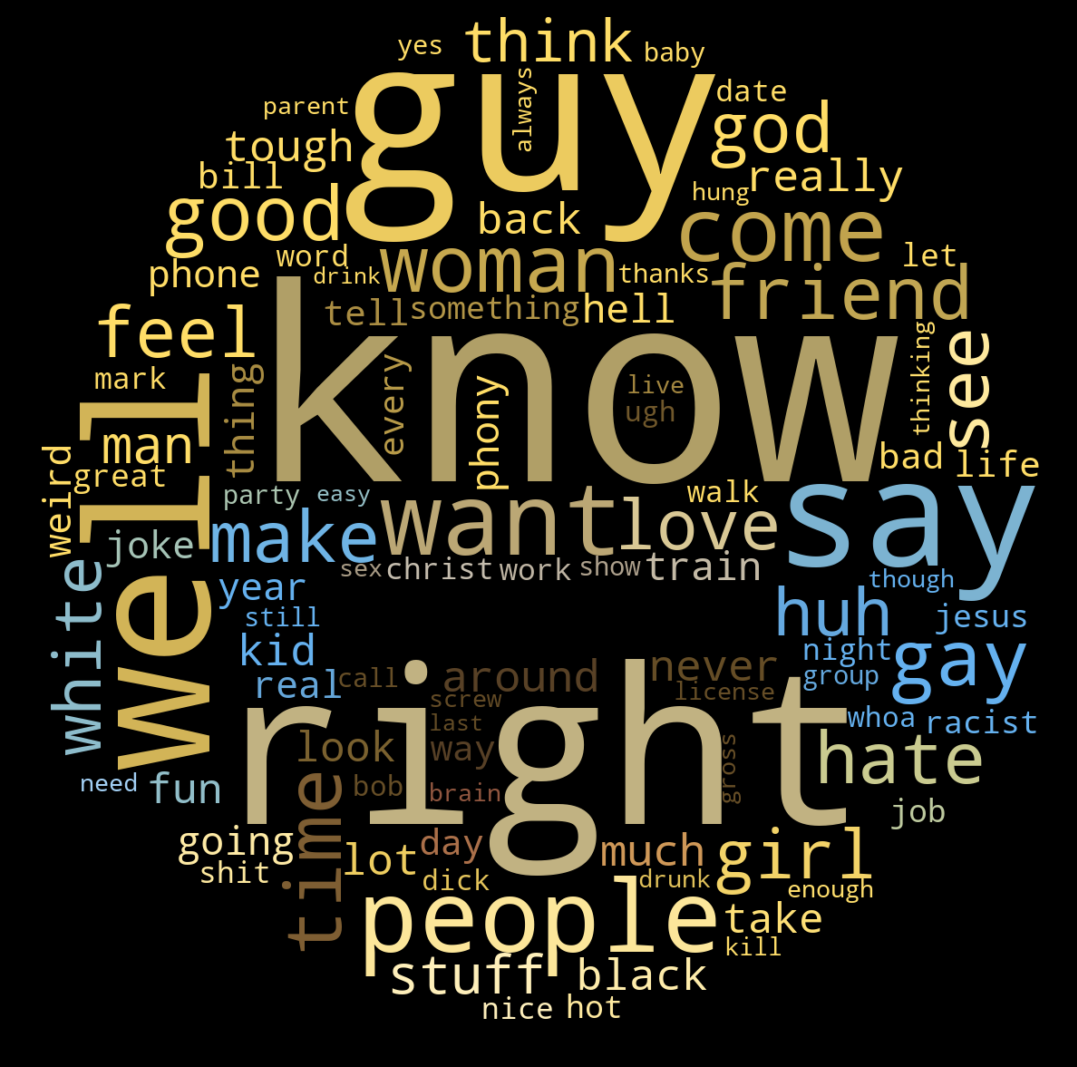 yes think baby
guy
always
date
parent
god
tough
really
bill
hung
good
back
come
word
woman
let
phone
drink
thanks
friend
tell something hell
feel
know
see
thinking
mark
thing
every
live
ugh
phony
well
man
bad
life
great
weird
party easy
walk
say
make
want
love
joke
sex christ work show train
though
white
year
huh
still
jesus
kid
night
gay
real
call
around
never
group
license
screw
right
last
whoa
racist
look
way
hate
gross
need
fun
bob
brain
time
job
going
lot
day
much
girl
shit
dick
drunk
enough
people
take
kill
stuff
black
nice
hot